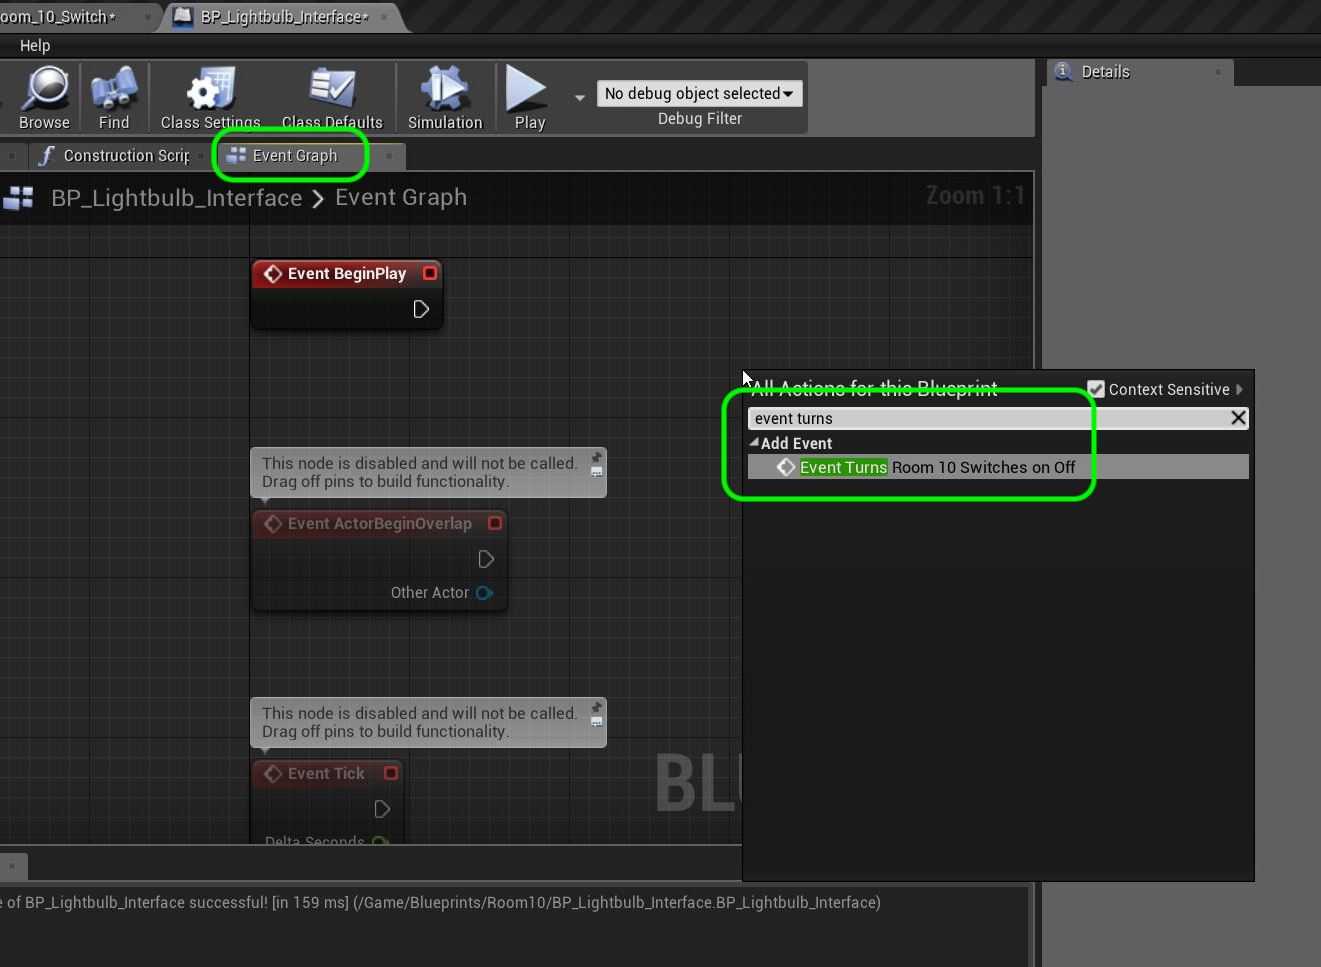 oom_10_Switch*
BP_Lightbulb_Interface*
Help
Browse
Find
Class Settings
Class Defaults
Simulation
Play
No debug object selected
Debug Filter
Details
Construction Scrip
Event Graph
BP_Lightbulb_Interface > Event Graph
Zoom 1:1
Event BeginPlay
All Actions for this Blueprint
Context Sensitive
event turns
Add Event
Event Turns Room 10 Switches on Off
This node is disabled and will not be called.
Drag off pins to build functionality.
Event ActorBeginOverlap
Other Actor
This node is disabled and will not be called.
Drag off pins to build functionality.
Event Tick
Delta Seconds
BLU
e of BP_Lightbulb_Interface successful! [in 159 ms] (/Game/Blueprints/Room10/BP_Lightbulb_Interface.BP_Lightbulb_Interface)